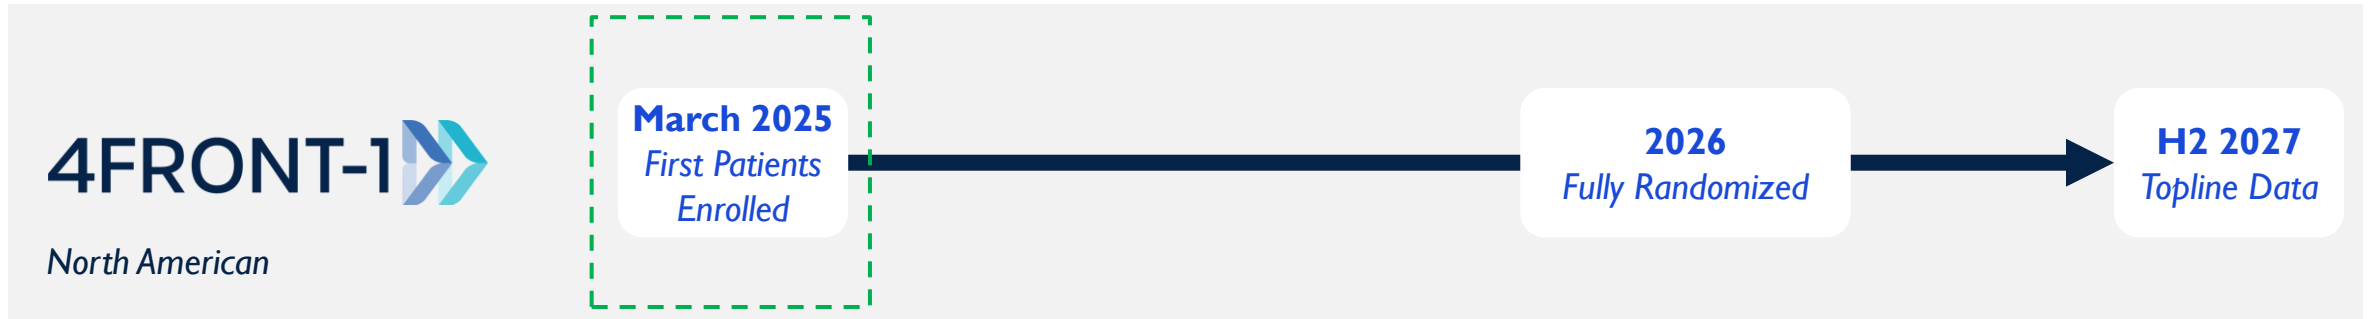 4FRONT-1
North American
March 2025
First Patients
Enrolled
2026
Fully Randomized
H2 2027
Topline Data